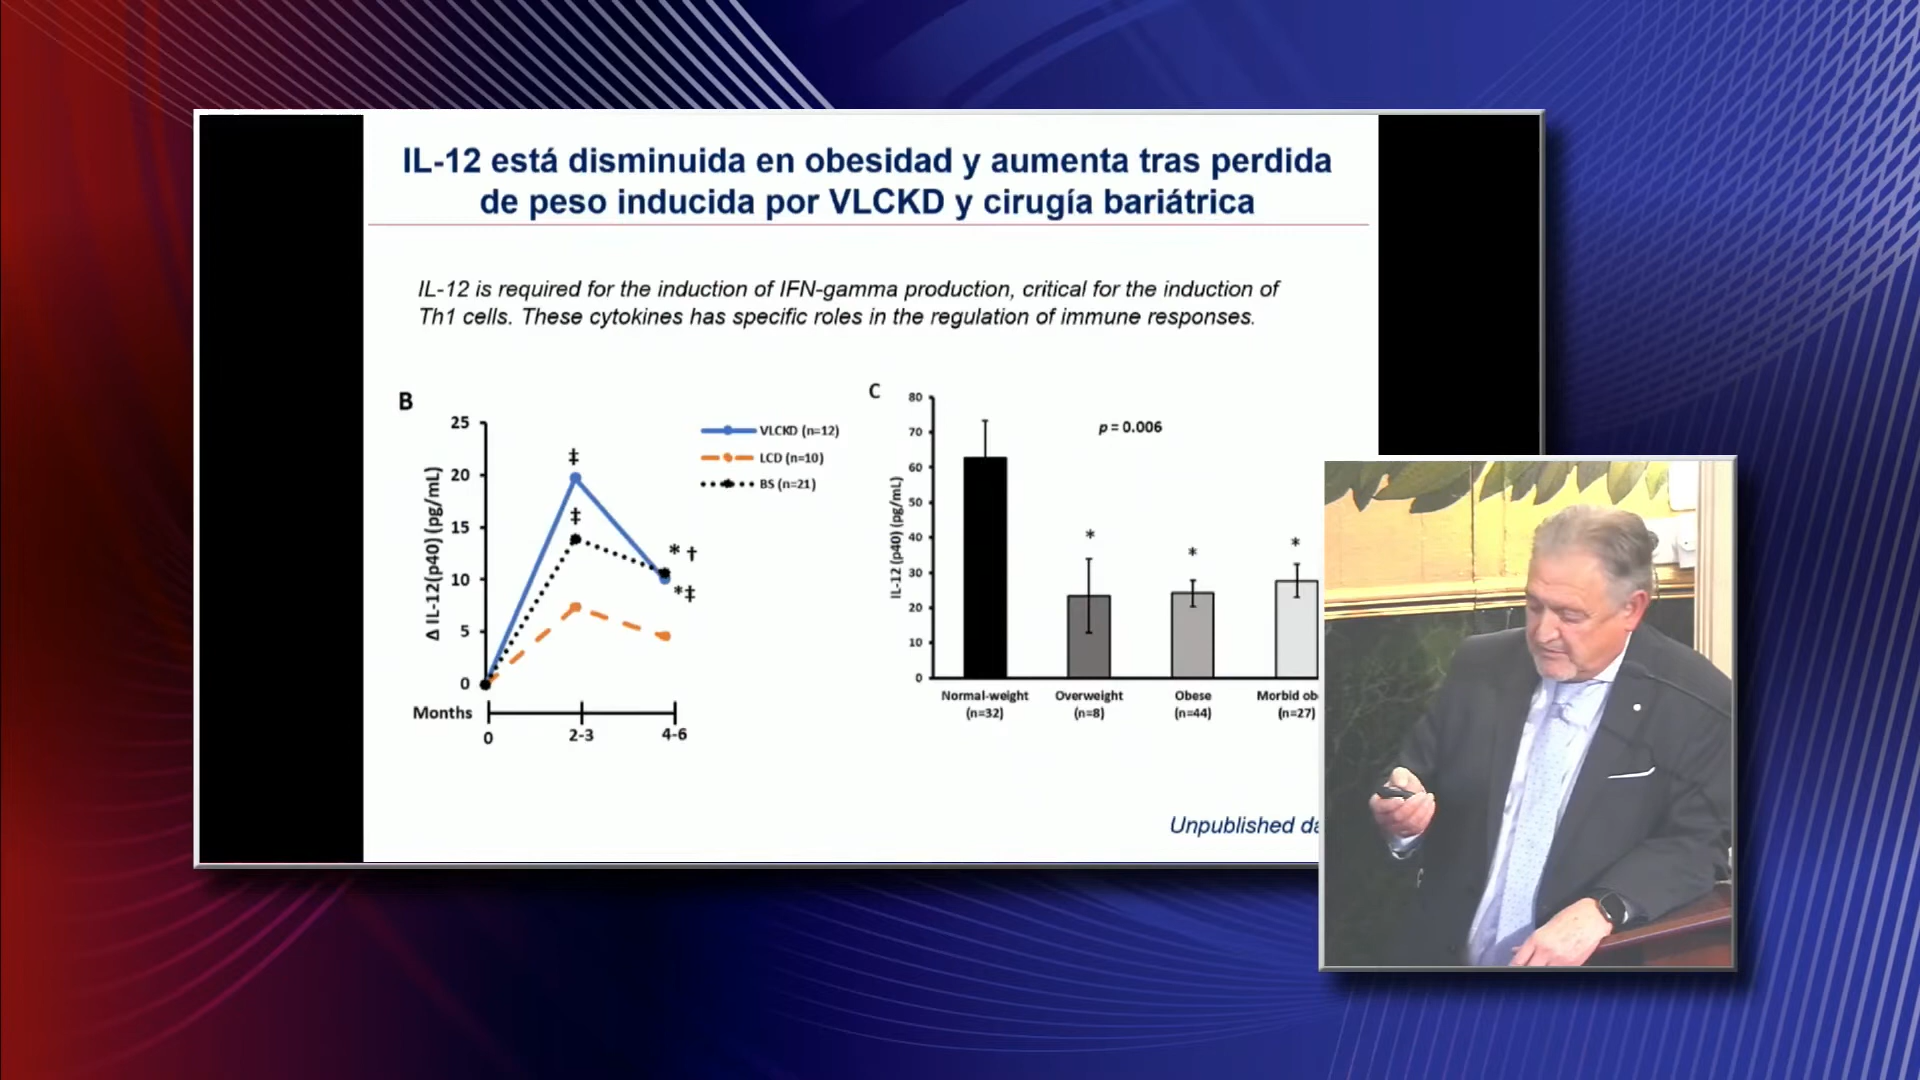 IL-12 está disminuida en obesidad y aumenta tras perdida
de peso inducida por VLCKD y cirugía bariátrica
IL-12 is required for the induction of IFN-gamma production, critical for the induction of
Th1 cells. These cytokines has specific roles in the regulation of immune responses.
B
Δ IL-12(p40) (pg/mL)
25
20
15
10
5
0
‡
‡
* †
*‡
VLCKD (n=12)
LCD (n=10)
BS (n=21)
Months
0
2-3
4-6
C
IL-12 (p40) (pg/mL)
80
70
60
50
40
30
20
10
0
p = 0.006
*
*
*
Normal-weight
(n=32)
Overweight
(n=8)
Obese
(n=44)
Morbid
(n=27)
Unpublished